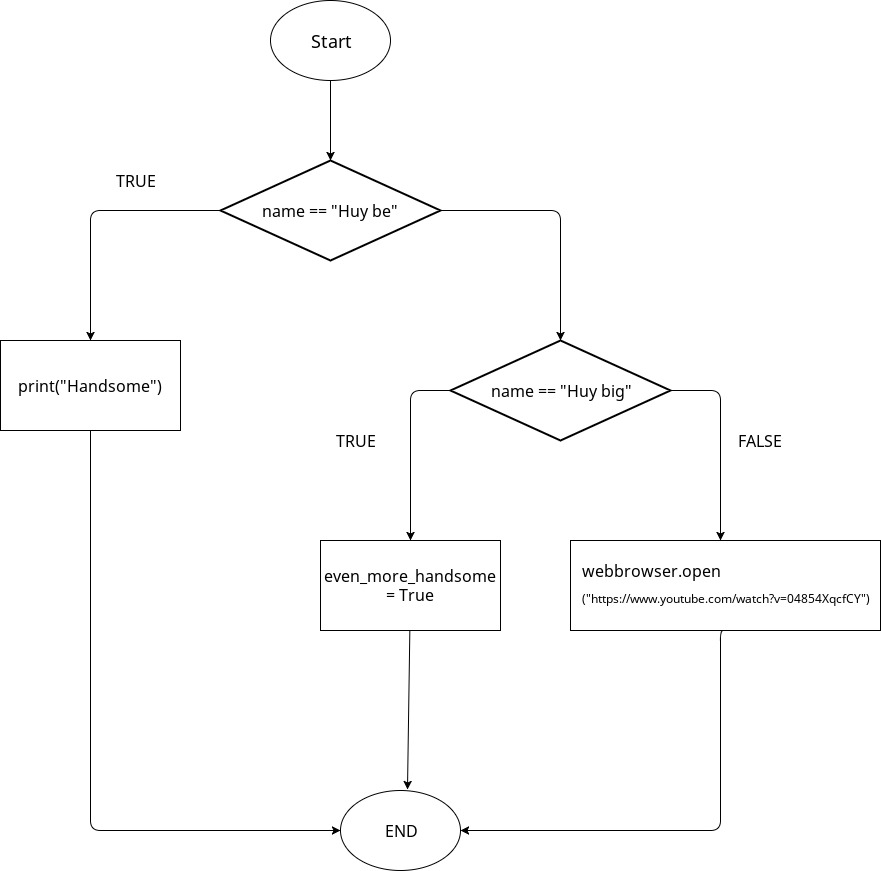 Start
TRUE
name == "Huy be"
print("Handsome")
name == "Huy big"
TRUE
FALSE
even_more_handsome
= True
webbrowser.open
("https://www.youtube.com/watch?v=04854XqcfCY")
END